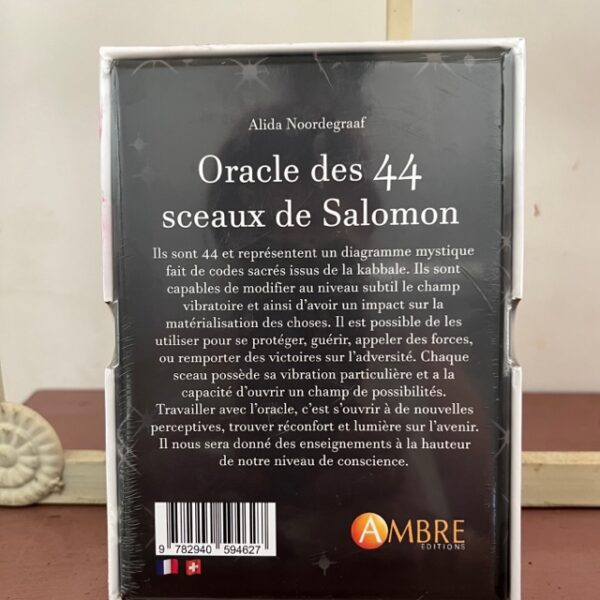 Alida Noordegraaf
Oracle des 44
sceaux de Salomon
Ils sont 44 et représentent un diagramme mystique
fait de codes sacrés issus de la kabbale. Ils sont
capables de modifier au niveau subtil le champ
vibratoire et ainsi d’avoir un impact sur la
matérialisation des choses. Il est possible de les
utiliser pour se protéger, guérir, appeler des forces,
ou remporter des victoires sur l’adversité. Chaque
sceau possède sa vibration particulière et a la
capacité d’ouvrir un champ de possibilités.
Travailler avec l’oracle, c’est s’ouvrir à de nouvelles
perceptives, trouver réconfort et lumière sur l’avenir.
Il nous sera donné des enseignements à la hauteur
de notre niveau de conscience.
9 782940 594627
AMBRE
EDITIONS